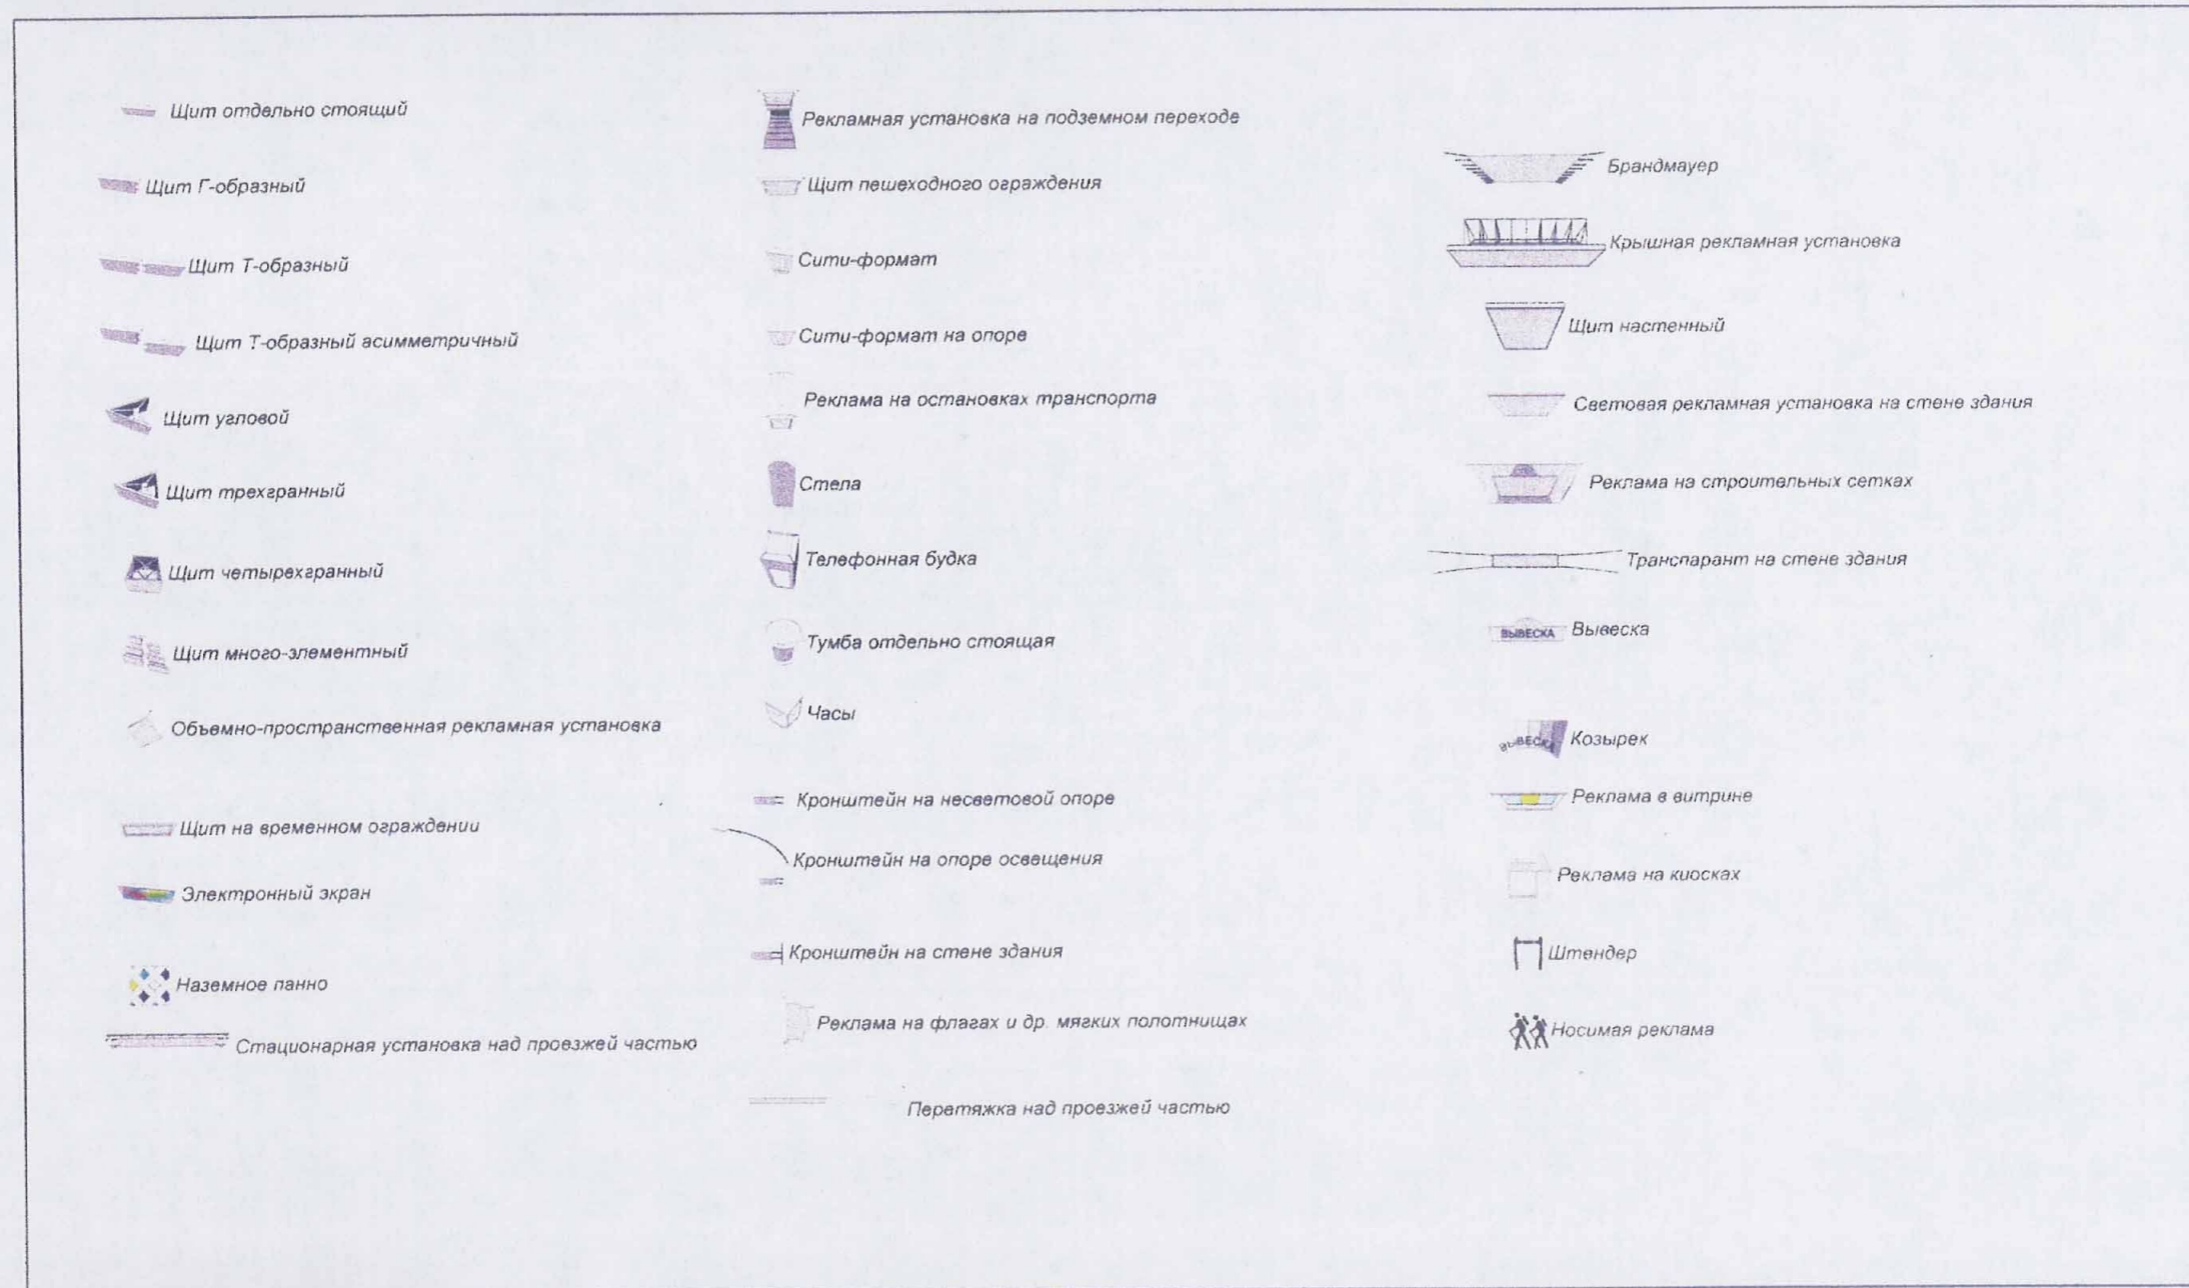 Щит отдельно стоящий
Щит Г-образный
Щит Т-образный
Щит Т-образный асимметричный
Щит угловой
Щит трехгранный
Щит четырехгранный
Щит много-элементный
Объемно-пространственная рекламная установка
Щит на временном ограждении
Электронный экран
Наземное панно
Стационарная установка над проезжей частью
Рекламная установка на подземном переходе
Щит пешеходного ограждения
Сити-формат
Сити-формат на опоре
Реклама на остановках транспорта
Стела
Телефонная будка
Тумба отдельно стоящая
Часы
Кронштейн на несветовой опоре
Кронштейн на опоре освещения
Кронштейн на стене здания
Реклама на флагах и др. мягких полотнищах
Перетяжка над проезжей частью
Брандмауер
Крышная рекламная установка
Щит настенный
Световая рекламная установка на стене здания
Реклама на строительных сетках
Транспарант на стене здания
ВЫВЕСКА Вывеска
ВЫВЕСКА Козырек
Реклама в витрине
Реклама на киосках
Штендер
Носимая реклама